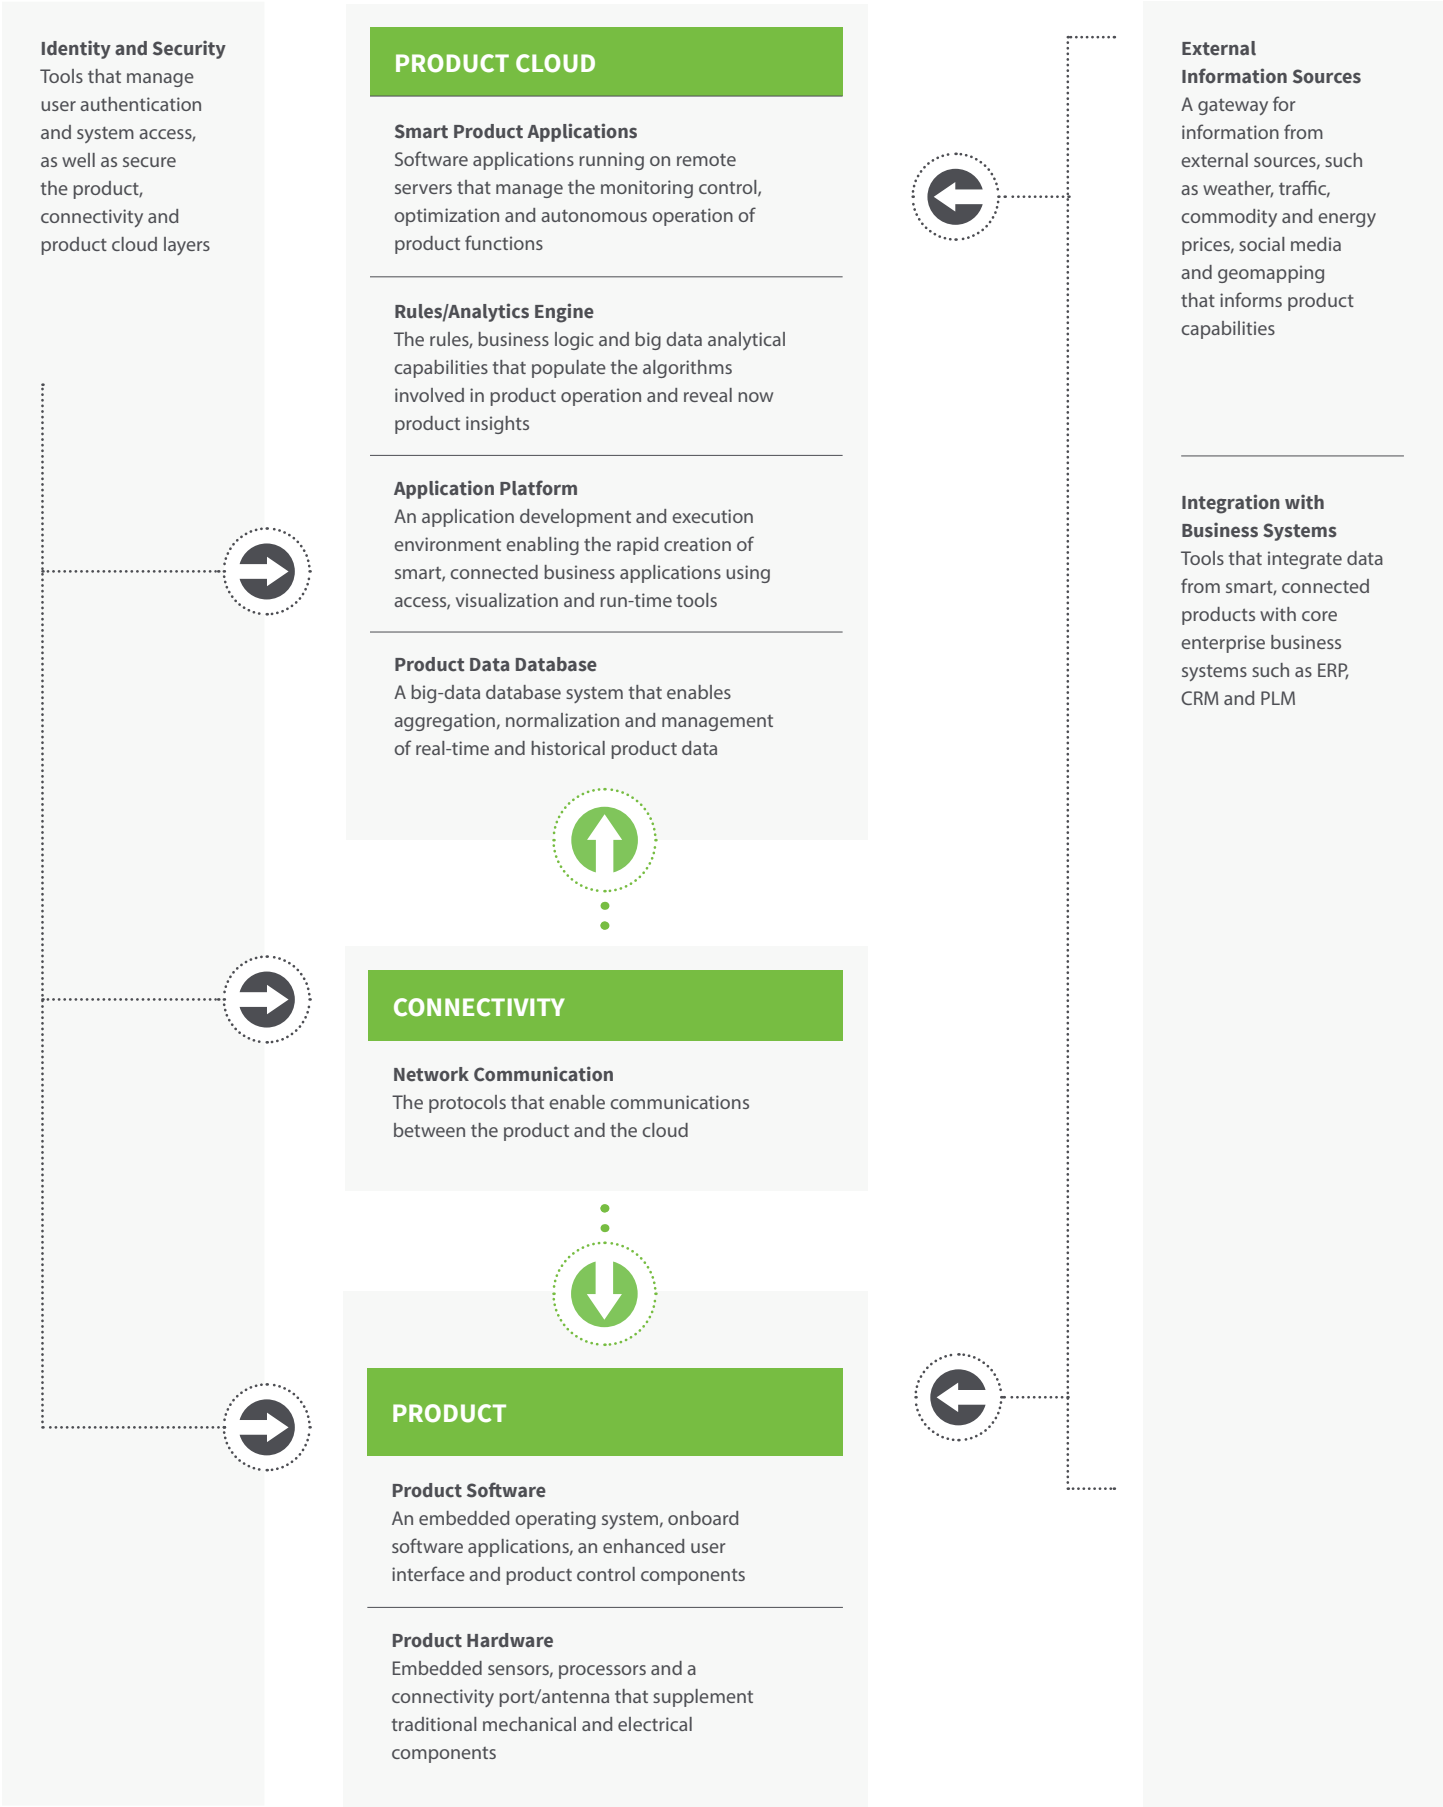 Identity and Security
Tools that manage
user authentication
and system access,
as well as secure
the product,
connectivity and
product cloud layers
PRODUCT CLOUD
Smart Product Applications
Software applications running on remote
servers that manage the monitoring control,
optimization and autonomous operation of
product functions
Rules/Analytics Engine
The rules, business logic and big data analytical
capabilities that populate the algorithms
involved in product operation and reveal now
product insights
Application Platform
An application development and execution
environment enabling the rapid creation of
smart, connected business applications using
access, visualization and run-time tools
Product Data Database
A big-data database system that enables
aggregation, normalization and management
of real-time and historical product data
CONNECTIVITY
Network Communication
The protocols that enable communications
between the product and the cloud
PRODUCT
Product Software
An embedded operating system, onboard
software applications, an enhanced user
interface and product control components
Product Hardware
Embedded sensors, processors and a
connectivity port/antenna that supplement
traditional mechanical and electrical
components
External
Information Sources
A gateway for
information from
external sources, such
as weather, traffic,
commodity and energy
prices, social media
and geomapping
that informs product
capabilities
Integration with
Business Systems
Tools that integrate data
from smart, connected
products with core
enterprise business
systems such as ERP,
CRM and PLM